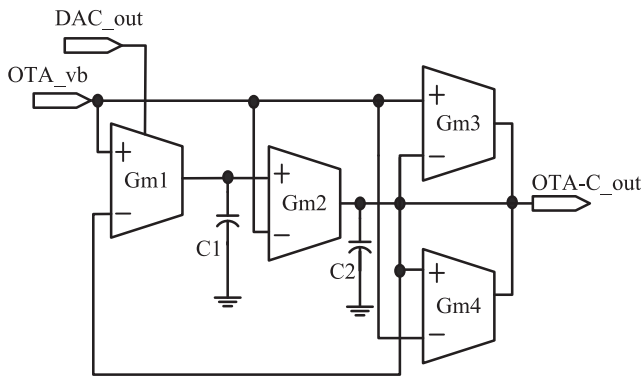 DAC_out
OTA_vb
+
Gm3
−
+
Gm1
−
+
Gm2
−
OTA-C_out
C1
C2
+
Gm4
−